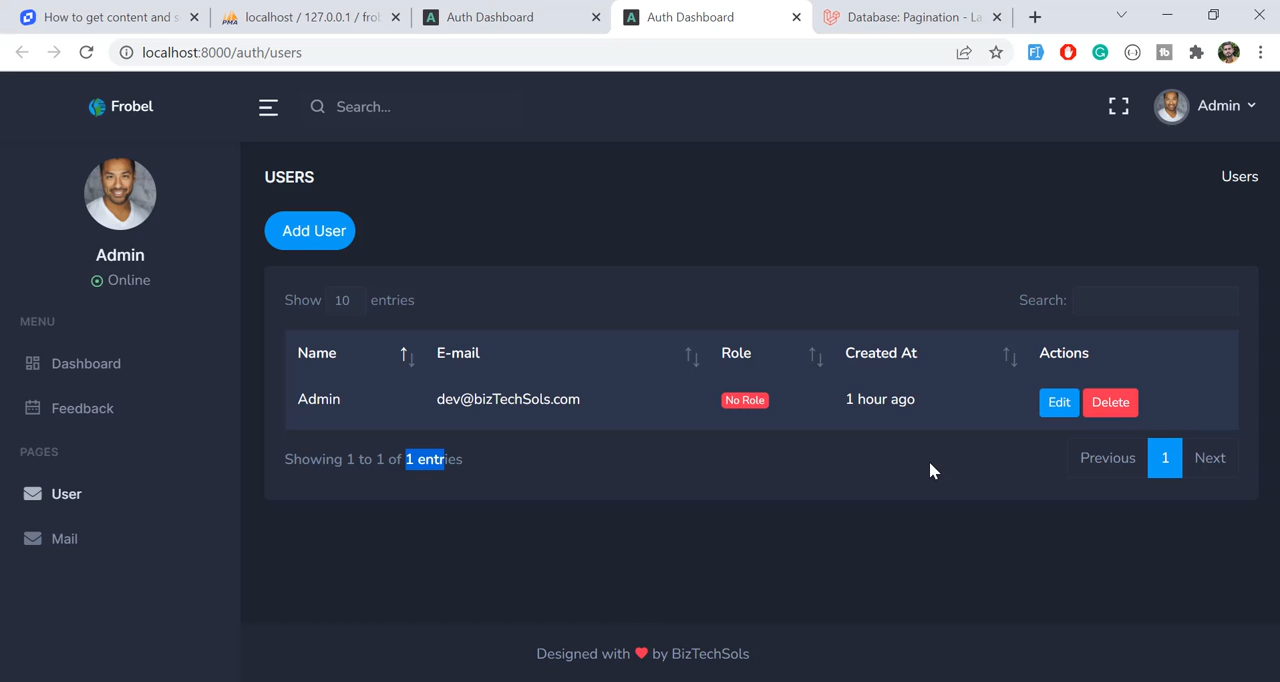 How to get content and s
localhost / 127.0.0.1 / frob
Auth Dashboard
Auth Dashboard
Database: Pagination - La
localhost:8000/auth/users
Frobel
Search...
Admin
Admin
Online
MENU
Dashboard
Feedback
PAGES
User
Mail
USERS
Users
Add User
Show 10 entries
Search:
Name E-mail Role Created At Actions
Admin dev@bizTechSols.com No Role 1 hour ago Edit Delete
Showing 1 to 1 of 1 entries
Previous 1 Next
Designed with ❤ by BizTechSols